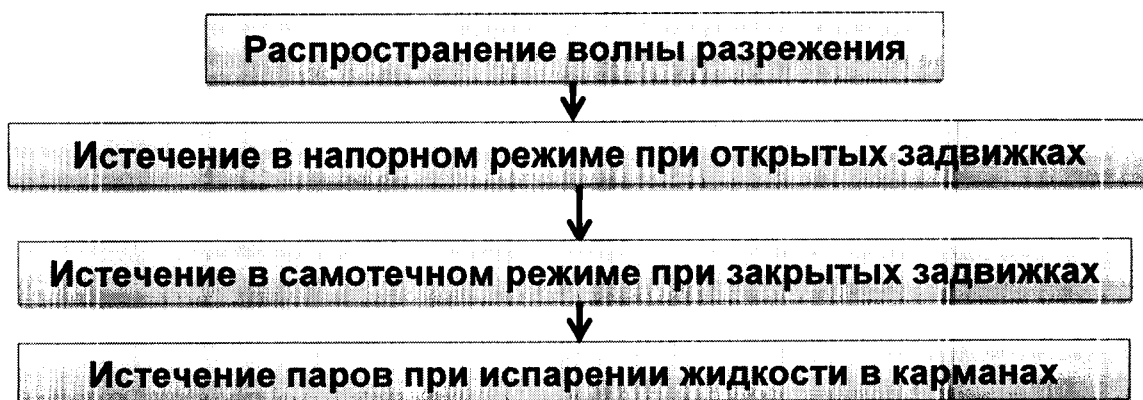 Распространение волны разрежения
Истечение в напорном режиме при открытых задвижках
Истечение в самотечном режиме при закрытых задвижках
Истечение паров при испарении жидкости в карманах